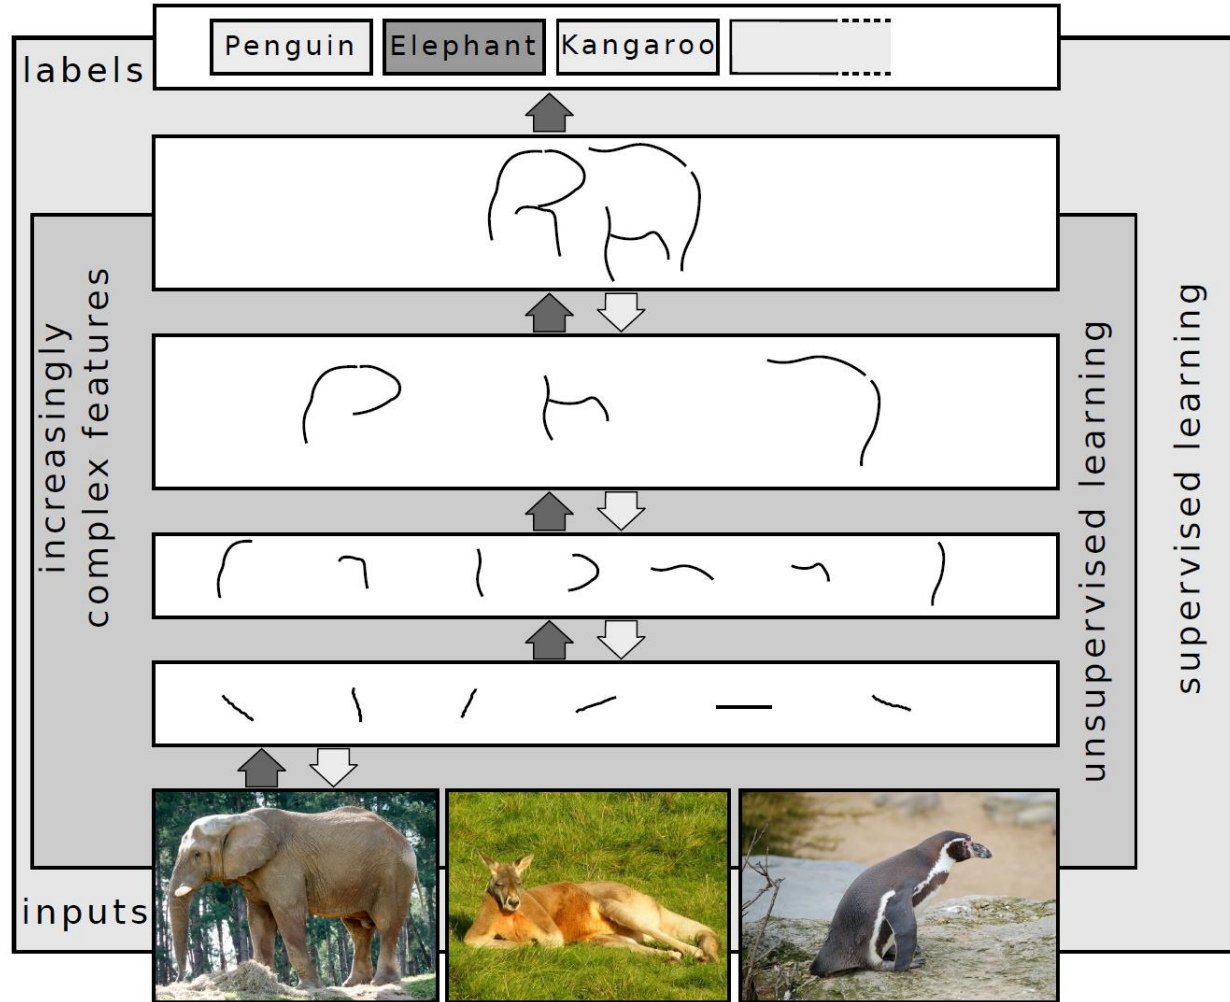 Penguin
Elephant
Kangaroo
labels
increasingly
complex features
unsupervised learning
supervised learning
inputs